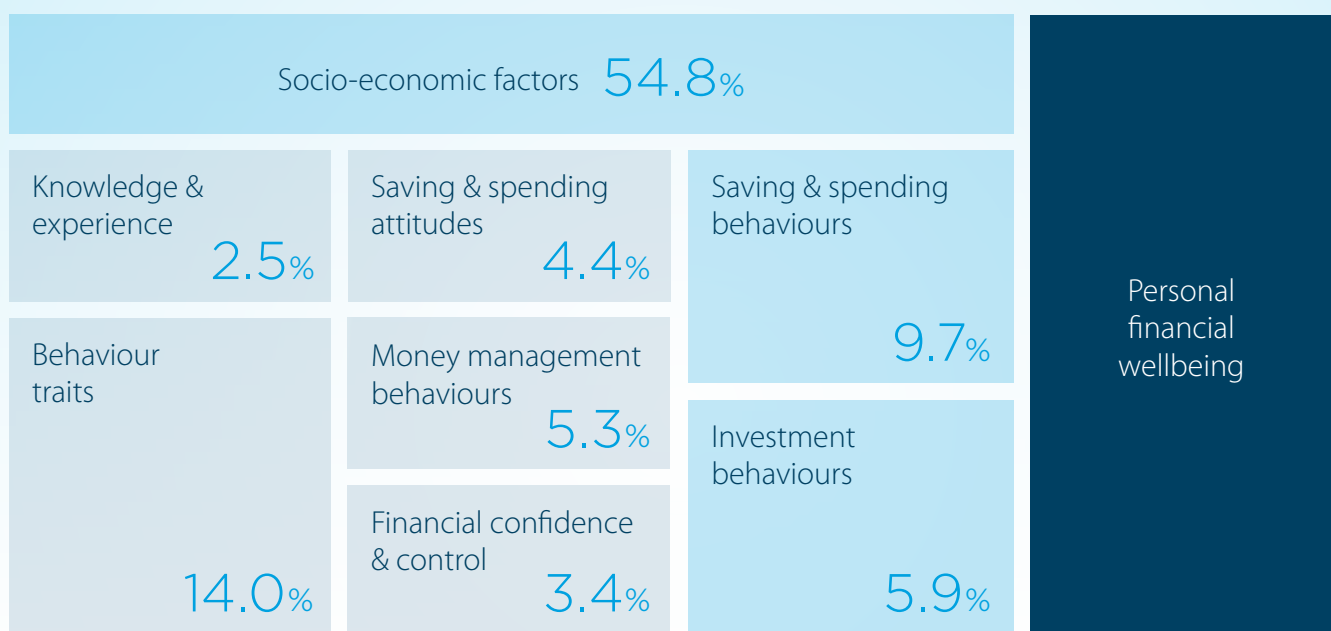 Socio-economic factors 54.8%
Knowledge &
experience
2.5%
Saving & spending
attitudes
4.4%
Saving & spending
behaviours
9.7%
Behaviour
traits
14.0%
Money management
behaviours
5.3%
Financial confidence
& control
3.4%
Investment
behaviours
5.9%
Personal
financial
wellbeing